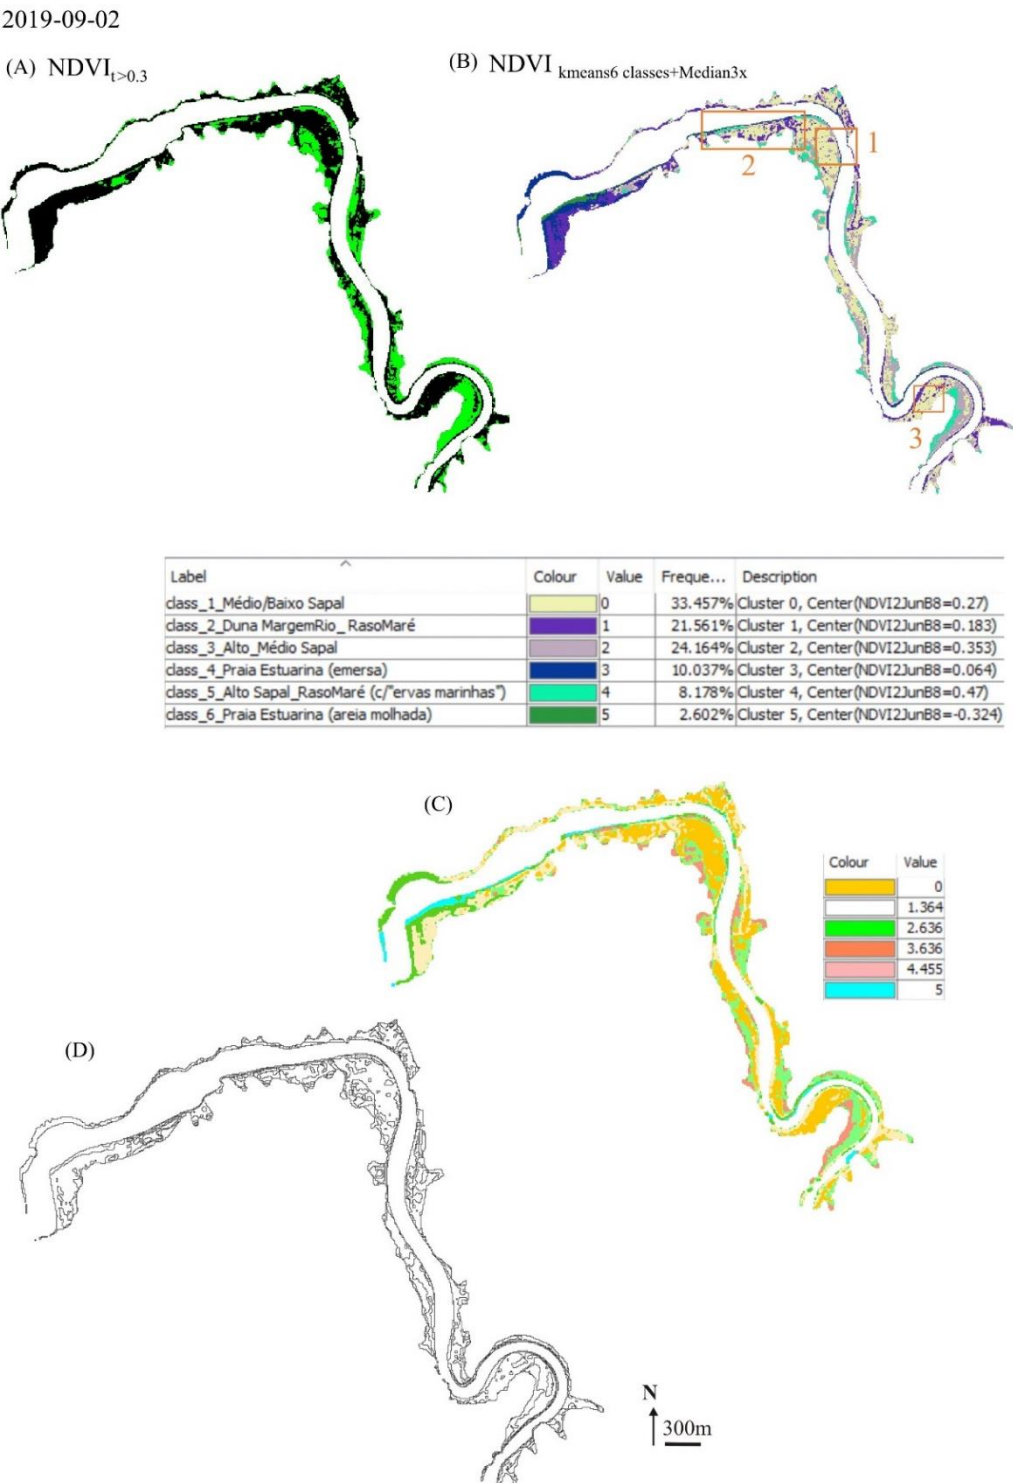 2019-09-02
(A) NDVIt>0.3
(B) NDVI kmeans6 classes+Median3x
1
2
3
Label Colour Value Freque... Description
class_1_Médio/Baixo Sapal 0 33.457% Cluster 0, Center(NDVI2JunB8=0.27)
class_2_Duna MargemRio_ RasoMaré 1 21.561% Cluster 1, Center(NDVI2JunB8=0.183)
class_3_Alto_Médio Sapal 2 24.164% Cluster 2, Center(NDVI2JunB8=0.353)
class_4_Praia Estuarina (emersa) 3 10.037% Cluster 3, Center(NDVI2JunB8=0.064)
class_5_Alto Sapal_RasoMaré (c/"ervas marinhas") 4 8.178% Cluster 4, Center(NDVI2JunB8=0.47)
class_6_Praia Estuarina (areia molhada) 5 2.602% Cluster 5, Center(NDVI2JunB8=-0.324)
(C)
Colour Value
0
1.364
2.636
3.636
4.455
5
(D)
N
300m